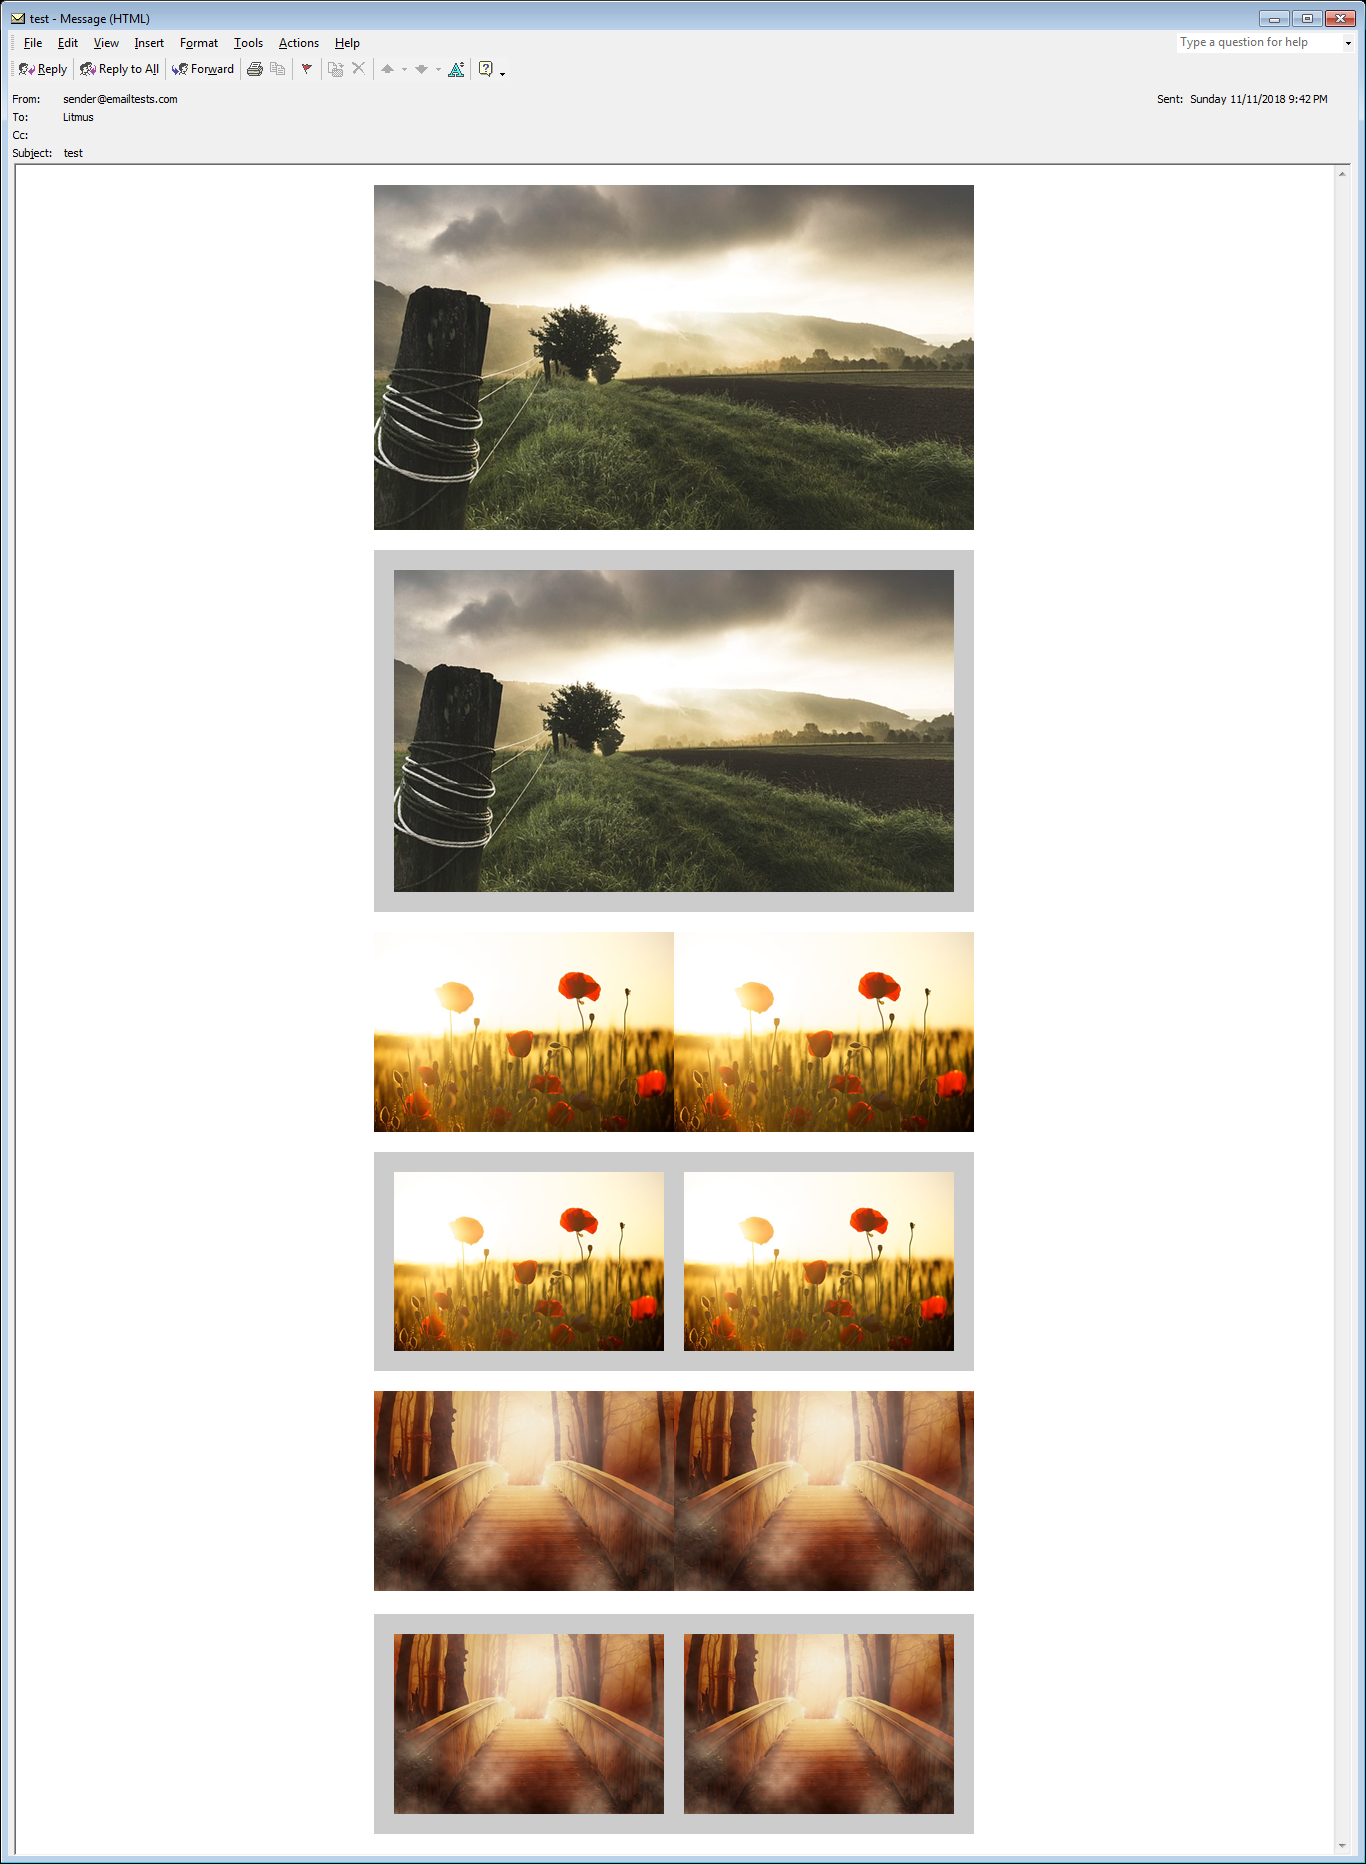 test - Message (HTML)
File Edit View Insert Format Tools Actions Help
Type a question for help
Reply Reply to All Forward
From: sender@emailtests.com
Sent: Sunday 11/11/2018 9:42 PM
To: Litmus
Cc:
Subject: test